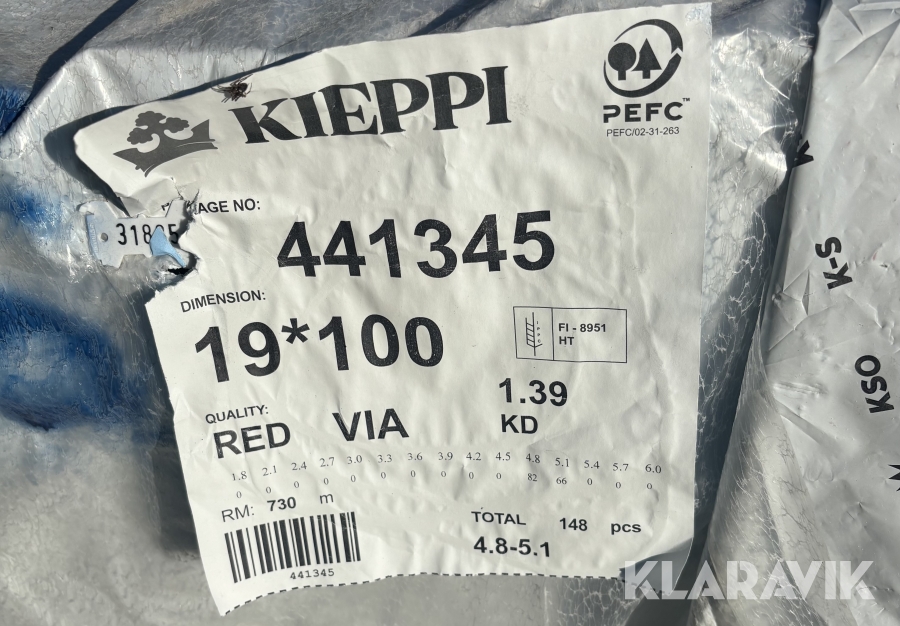 KIEPPI
PEFC™
PEFC/02-31-263
AGE NO:
441345
DIMENSION:
19*100
FI - 8951
HT
QUALITY:
RED VIA
1.39
KD
1.8 2.1 2.4 2.7 3.0 3.3 3.6 3.9 4.2 4.5 4.8 5.1 5.4 5.7 6.0
0 0 0 0 0 0 0 0 0 0 82 66 0 0 0
RM: 730 m
TOTAL 148 pcs
4.8-5.1
441345
K-S
KSO
KLARAVIK